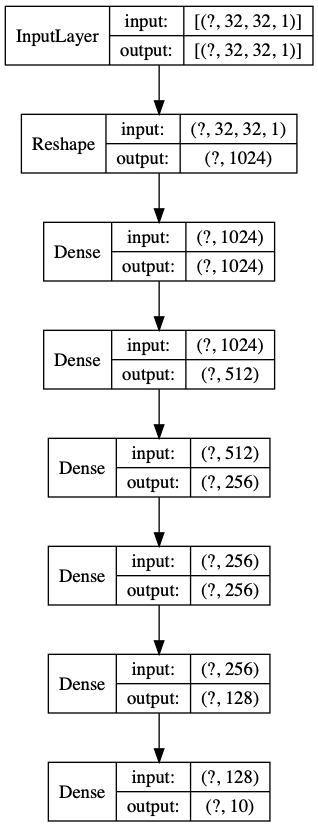 InputLayer input: [(?, 32, 32, 1)]
output: [(?, 32, 32, 1)]
Reshape input: (?, 32, 32, 1)
output: (?, 1024)
Dense input: (?, 1024)
output: (?, 1024)
Dense input: (?, 1024)
output: (?, 512)
Dense input: (?, 512)
output: (?, 256)
Dense input: (?, 256)
output: (?, 256)
Dense input: (?, 256)
output: (?, 128)
Dense input: (?, 128)
output: (?, 10)